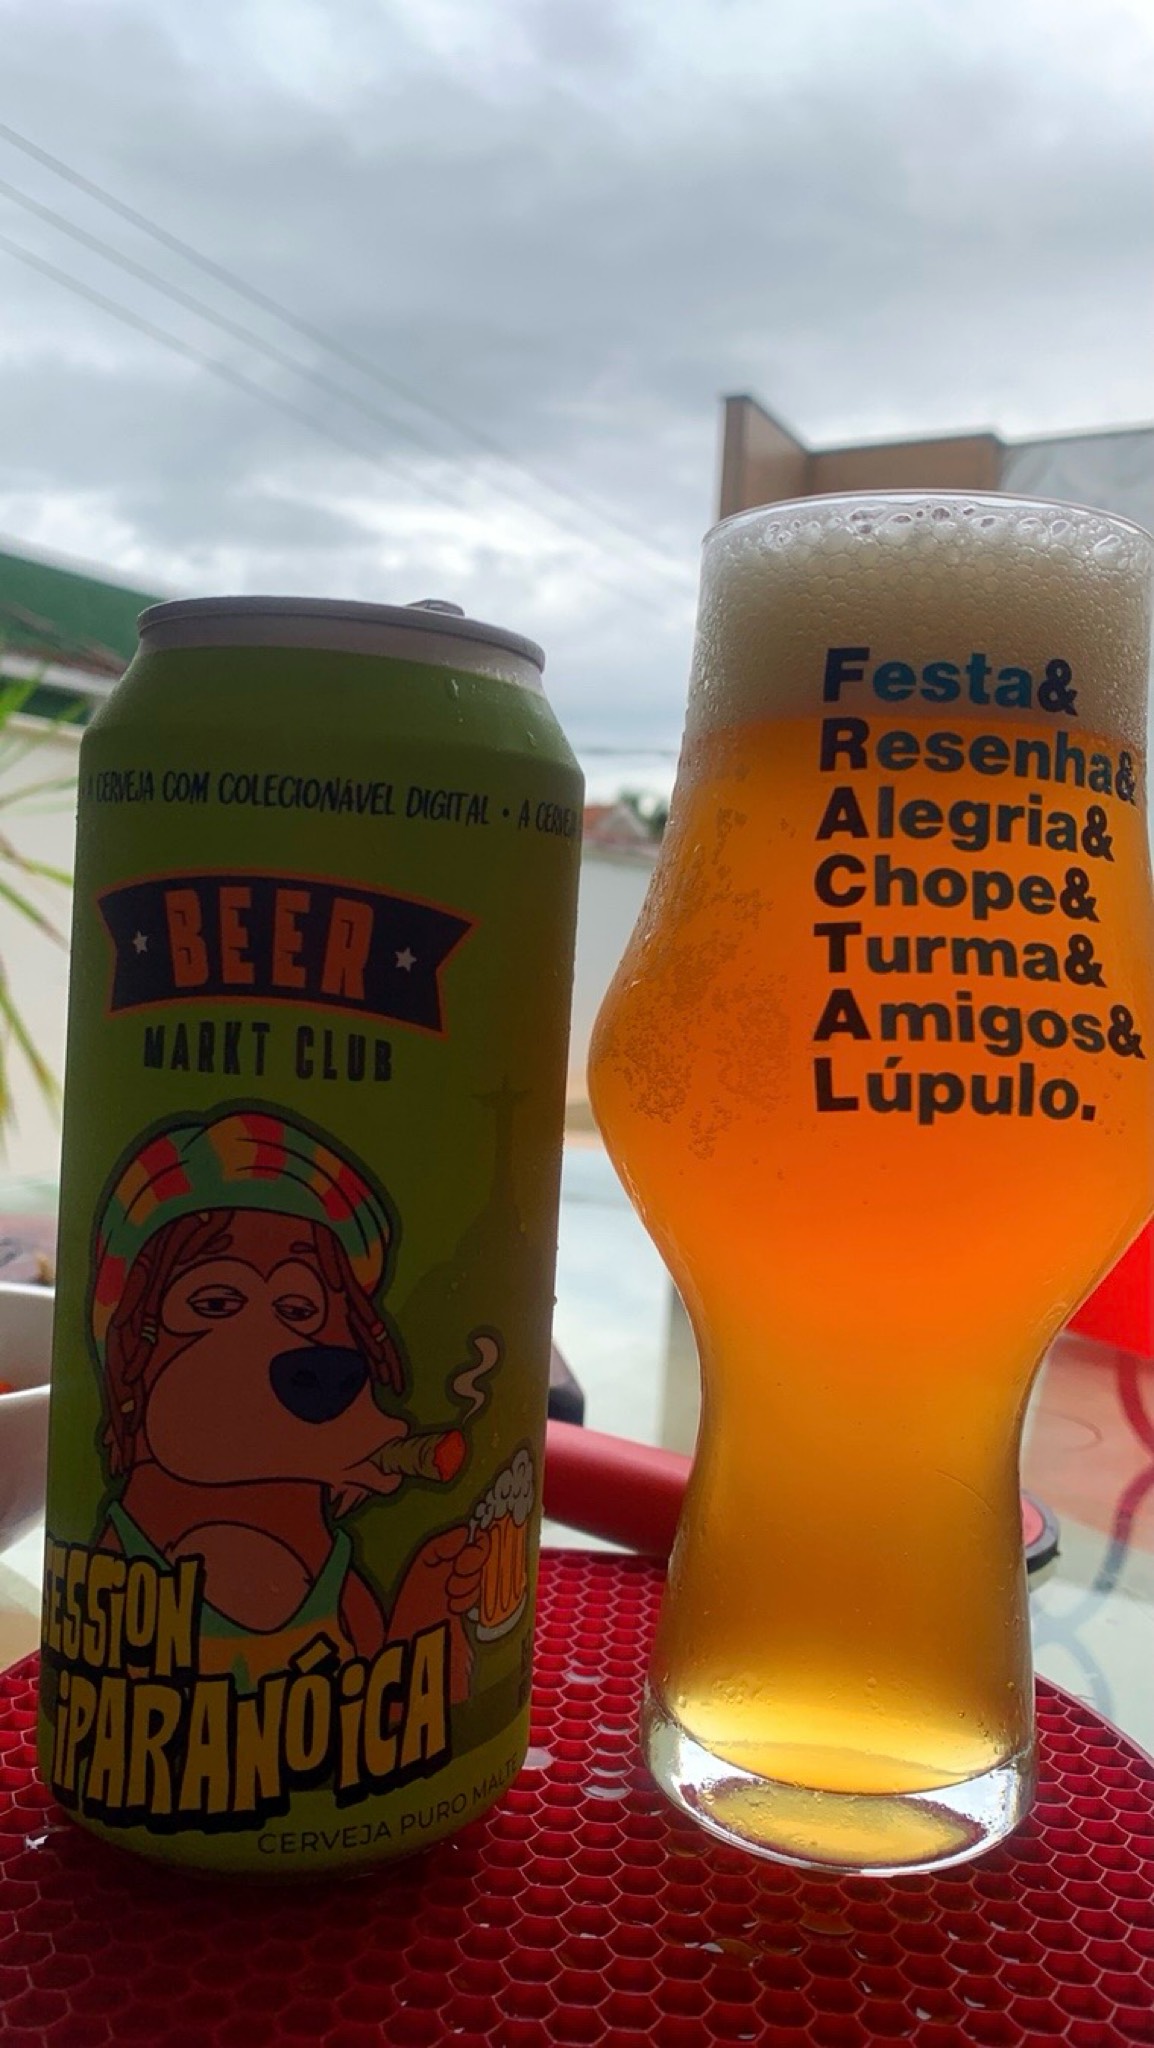 A CERVEJA COM COLECIONÁVEL DIGITAL • A CERVEJA
BEER
MARKT CLUB
SESSION
iPARANÓiCA
CERVEJA PURO MALTE
Festa&
Resenha&
Alegria&
Chope&
Turma&
Amigos&
Lúpulo.